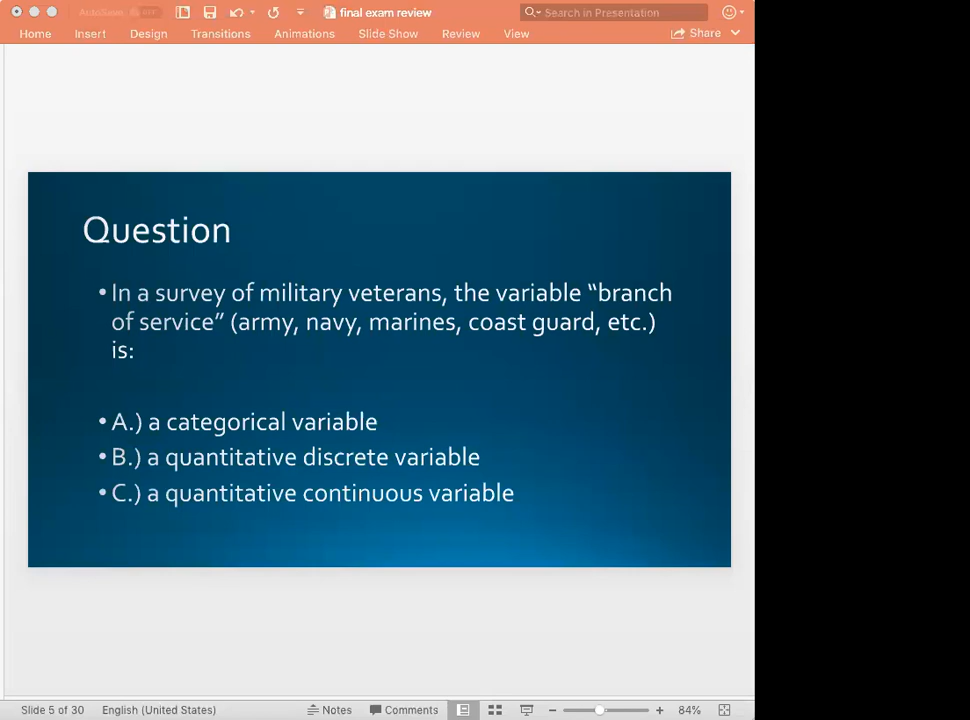 final exam review
Search in Presentation
Home Insert Design Transitions Animations Slide Show Review View Share
Question
•In a survey of military veterans, the variable “branch
of service” (army, navy, marines, coast guard, etc.)
is:
•A.) a categorical variable
•B.) a quantitative discrete variable
•C.) a quantitative continuous variable
Slide 5 of 30 English (United States) Notes Comments 84%